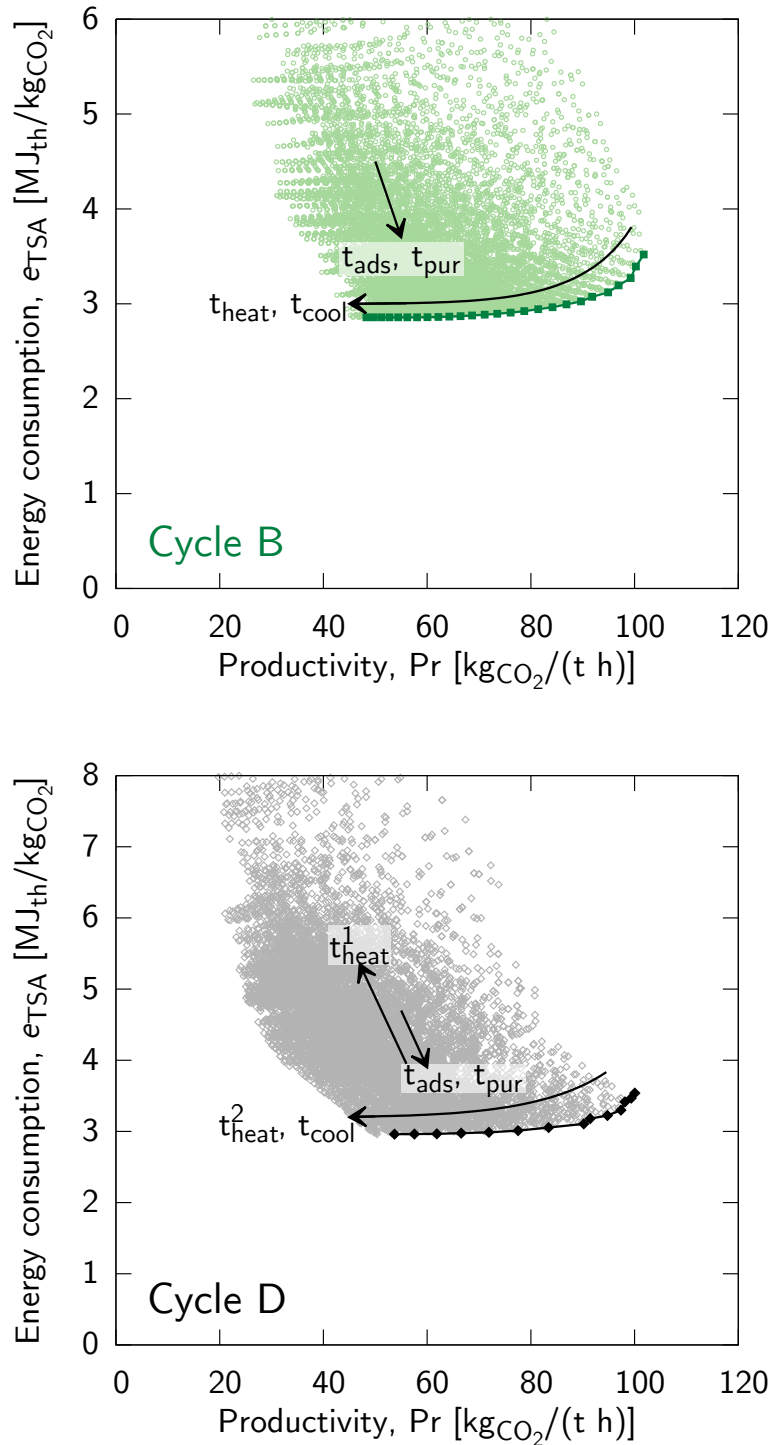 6
5
4
3
2
1
0
Energy consumption, e_TSA [MJ_th/kg_CO₂]
t_ads, t_pur
t_heat, t_cool
Cycle B
0 20 40 60 80 100 120
Productivity, Pr [kg_CO₂/(t h)]
8
7
6
5
4
3
2
1
0
Energy consumption, e_TSA [MJ_th/kg_CO₂]
t¹_heat
t_ads, t_pur
t²_heat, t_cool
Cycle D
0 20 40 60 80 100 120
Productivity, Pr [kg_CO₂/(t h)]